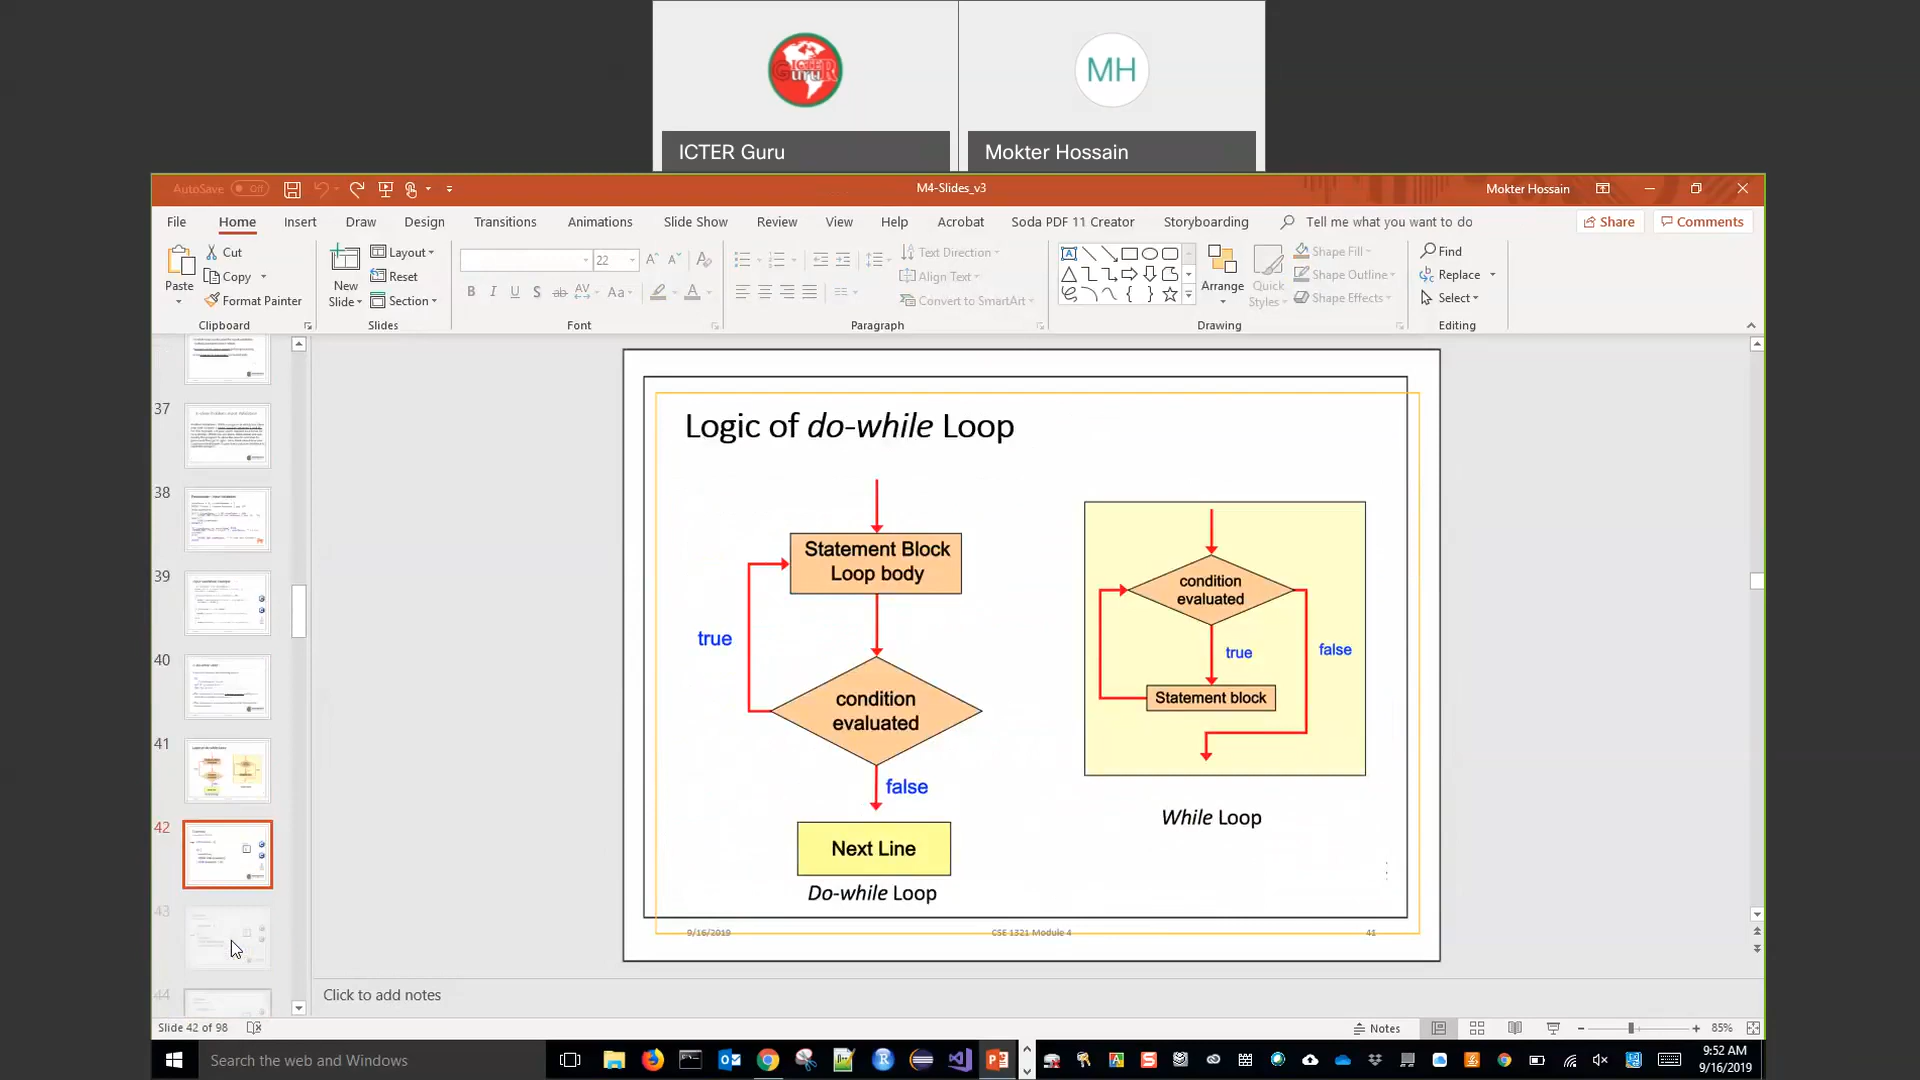 MH
ICTER Guru
Mokter Hossain
AutoSave Off
M4-Slides_v3
Mokter Hossain
File Home Insert Draw Design Transitions Animations Slide Show Review View Help Acrobat Soda PDF 11 Creator Storyboarding Tell me what you want to do Share Comments
Paste
Cut
Copy
Format Painter
Clipboard
New
Slide
Layout
Reset
Section
Slides
22
B I U S ab AV Aa A
Font
Text Direction
Align Text
Convert to SmartArt
Paragraph
Arrange
Quick
Styles
Shape Fill
Shape Outline
Shape Effects
Drawing
Find
Replace
Select
Editing
37
38
39
40
41
42
43
44
Logic of do-while Loop
Statement Block
Loop body
true
condition
evaluated
false
Next Line
Do-while Loop
condition
evaluated
true
false
Statement block
While Loop
9/16/2019
CSE 1321 Module 4
41
Click to add notes
Slide 42 of 98
Notes
85%
Search the web and Windows
9:52 AM
9/16/2019